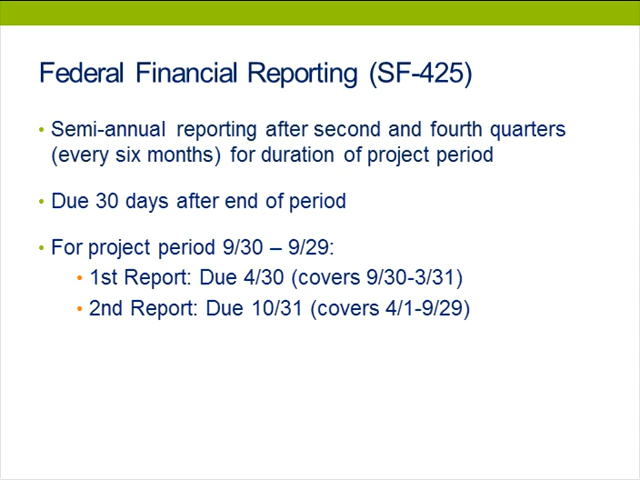 Federal Financial Reporting (SF-425)
• Semi-annual reporting after second and fourth quarters
(every six months) for duration of project period
• Due 30 days after end of period
• For project period 9/30 – 9/29:
• 1st Report: Due 4/30 (covers 9/30-3/31)
• 2nd Report: Due 10/31 (covers 4/1-9/29)